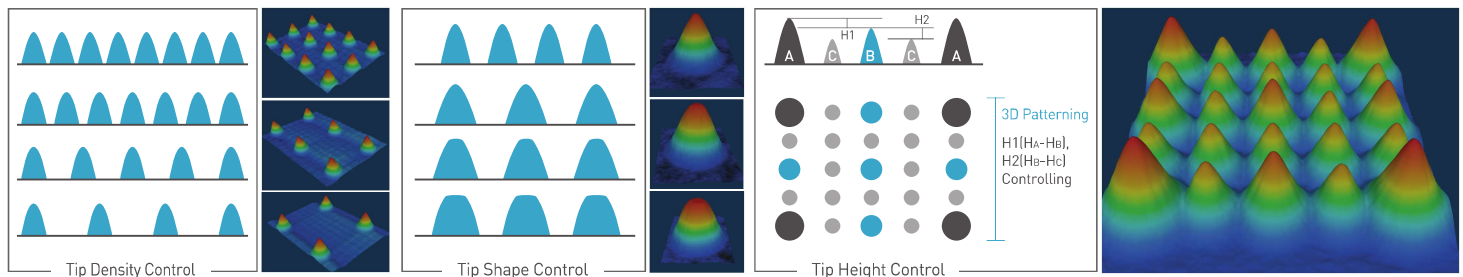 Tip Density Control
Tip Shape Control
H2
H1
A C B C A
3D Patterning
H1(HA-HB),
H2(HB-HC)
Controlling
Tip Height Control